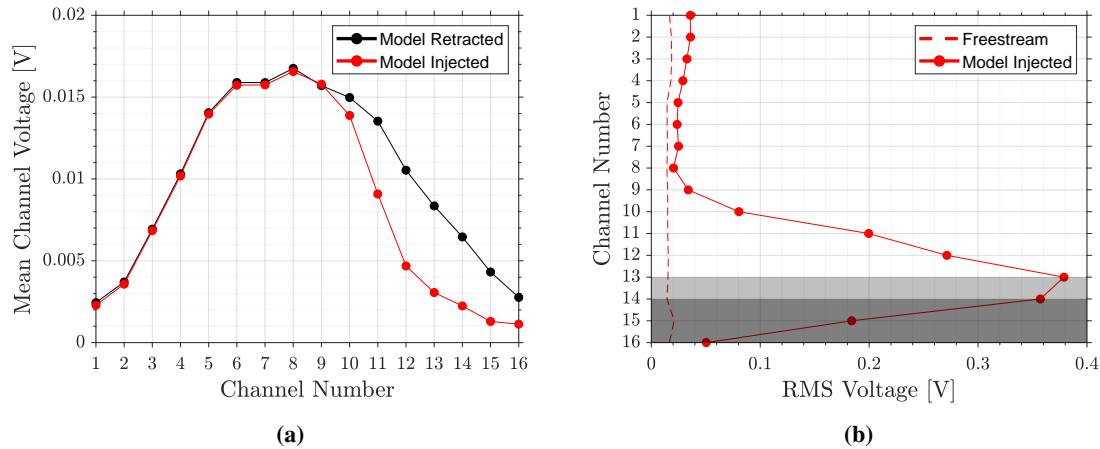 0.02
0.015
0.01
0.005
0
Mean Channel Voltage [V]
Model Retracted
Model Injected
1 2 3 4 5 6 7 8 9 10 11 12 13 14 15 16
Channel Number
(a)
1
2
3
4
5
6
7
8
9
10
11
12
13
14
15
16
Channel Number
Freestream
Model Injected
0 0.1 0.2 0.3 0.4
RMS Voltage [V]
(b)